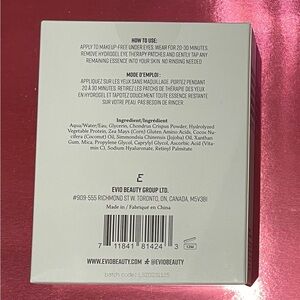 HOW TO USE:
APPLY TO MAKEUP-FREE UNDER EYES. WEAR FOR 20-30 MINUTES.
REMOVE HYDROGEL EYE THERAPY PATCHES AND GENTLY TAP ANY
REMAINING ESSENCE INTO YOUR SKIN. NO RINSING NEEDED
MODE D'EMPLOI :
APPLIQUEZ SUR LES YEUX SANS MAQUILLAGE. PORTEZ PENDANT
20 À 30 MINUTES. RETIREZ LES PATCHS DE THERAPIE DES YEUX
EN HYDROGEL ET TAPOTEZ DOUCEMENT TOUTE ESSENCE RESTANTE
SUR VOTRE PEAU. PAS BESOIN DE RINCER
Ingredient/Ingrédient
Aqua/Water/Eau, Glycerin, Chondrus Crispus Powder, Hydrolyzed
Vegetable Protein, Zea Mays (Corn) Gluten Amino Acids, Cocos Nu-
cifera (Coconut) Oil, Simmondsia Chinensis (Jojoba) Oil, Xanthan
Gum, Mica, Propylene Glycol, Caprylyl Glycol, Ascorbic Acid (Vita-
min C), Sodium Hyaluronate, Retinyl Palmitate
E
EVIO BEAUTY GROUP LTD.
#909-555 RICHMOND ST W. TORONTO, ON, CANADA, M5V3B1
Made in / Fabriqué en China
7 11841 81424 3
12M
WWW.EVIOBEAUTY.COM @EVIOBEAUTY
batch code: